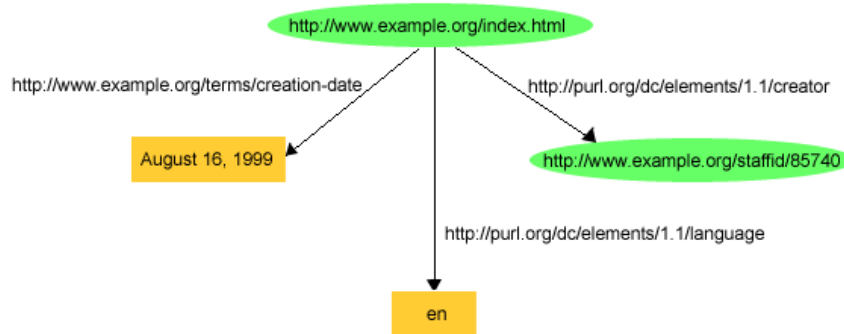 http://www.example.org/index.html
http://www.example.org/terms/creation-date
http://purl.org/dc/elements/1.1/creator
August 16, 1999
http://www.example.org/staffid/85740
http://purl.org/dc/elements/1.1/language
en